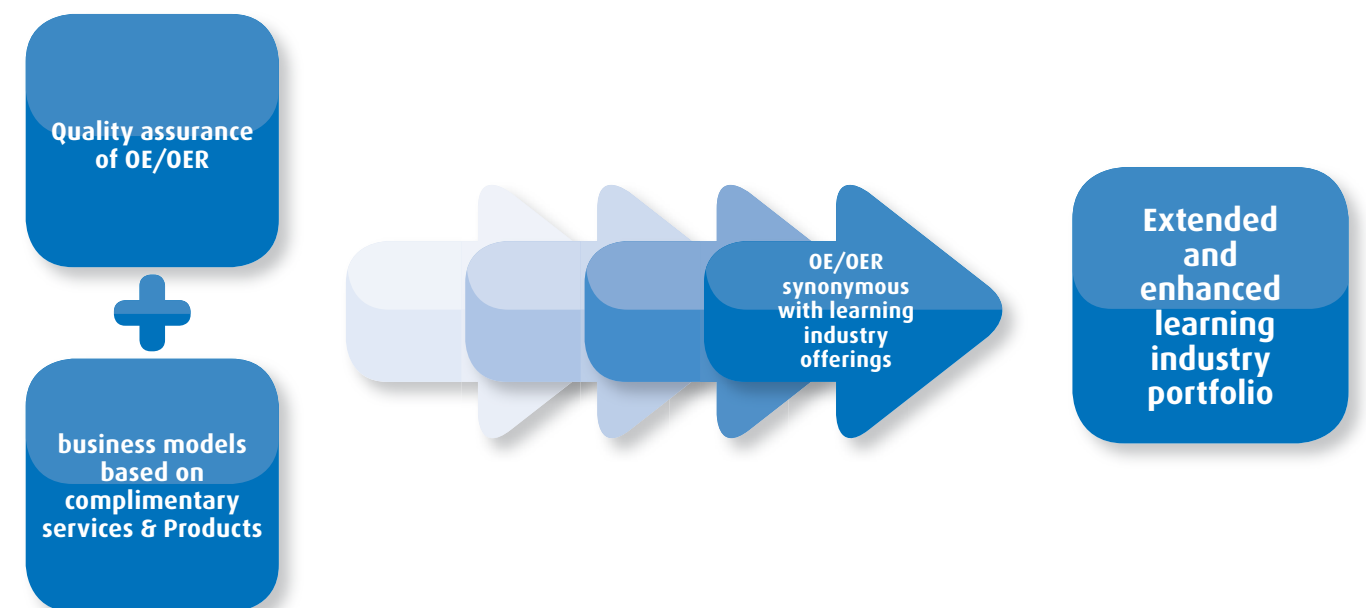 Quality assurance
of OE/OER
business models
based on
complimentary
services & Products
OE/OER
synonymous
with learning
industry
offerings
Extended
and
enhanced
learning
industry
portfolio